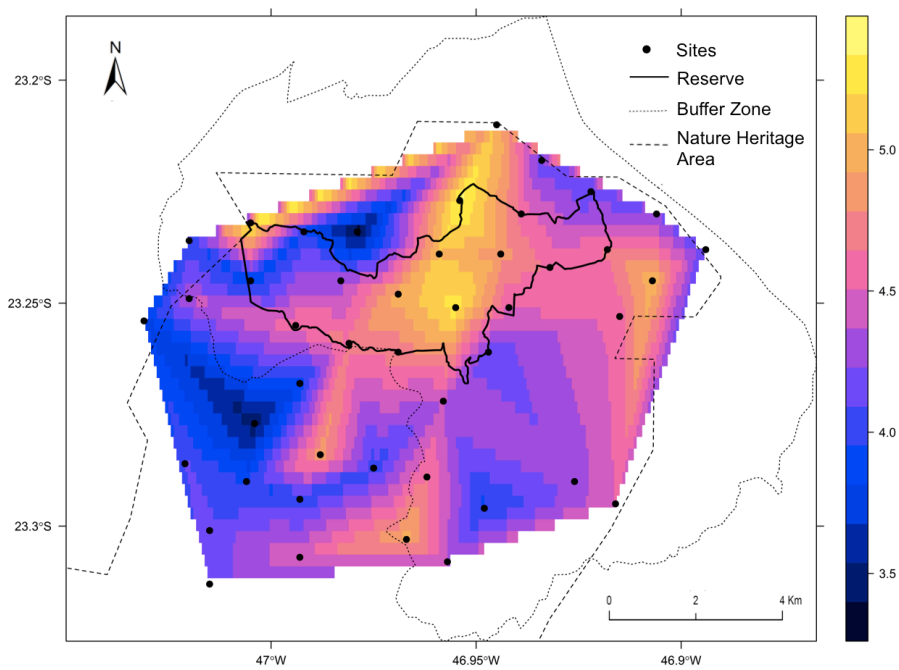 N
Sites
Reserve
Buffer Zone
Nature Heritage
Area
23.2°S
23.25°S
23.3°S
47°W
46.95°W
46.9°W
0 2 4 Km
5.0
4.5
4.0
3.5